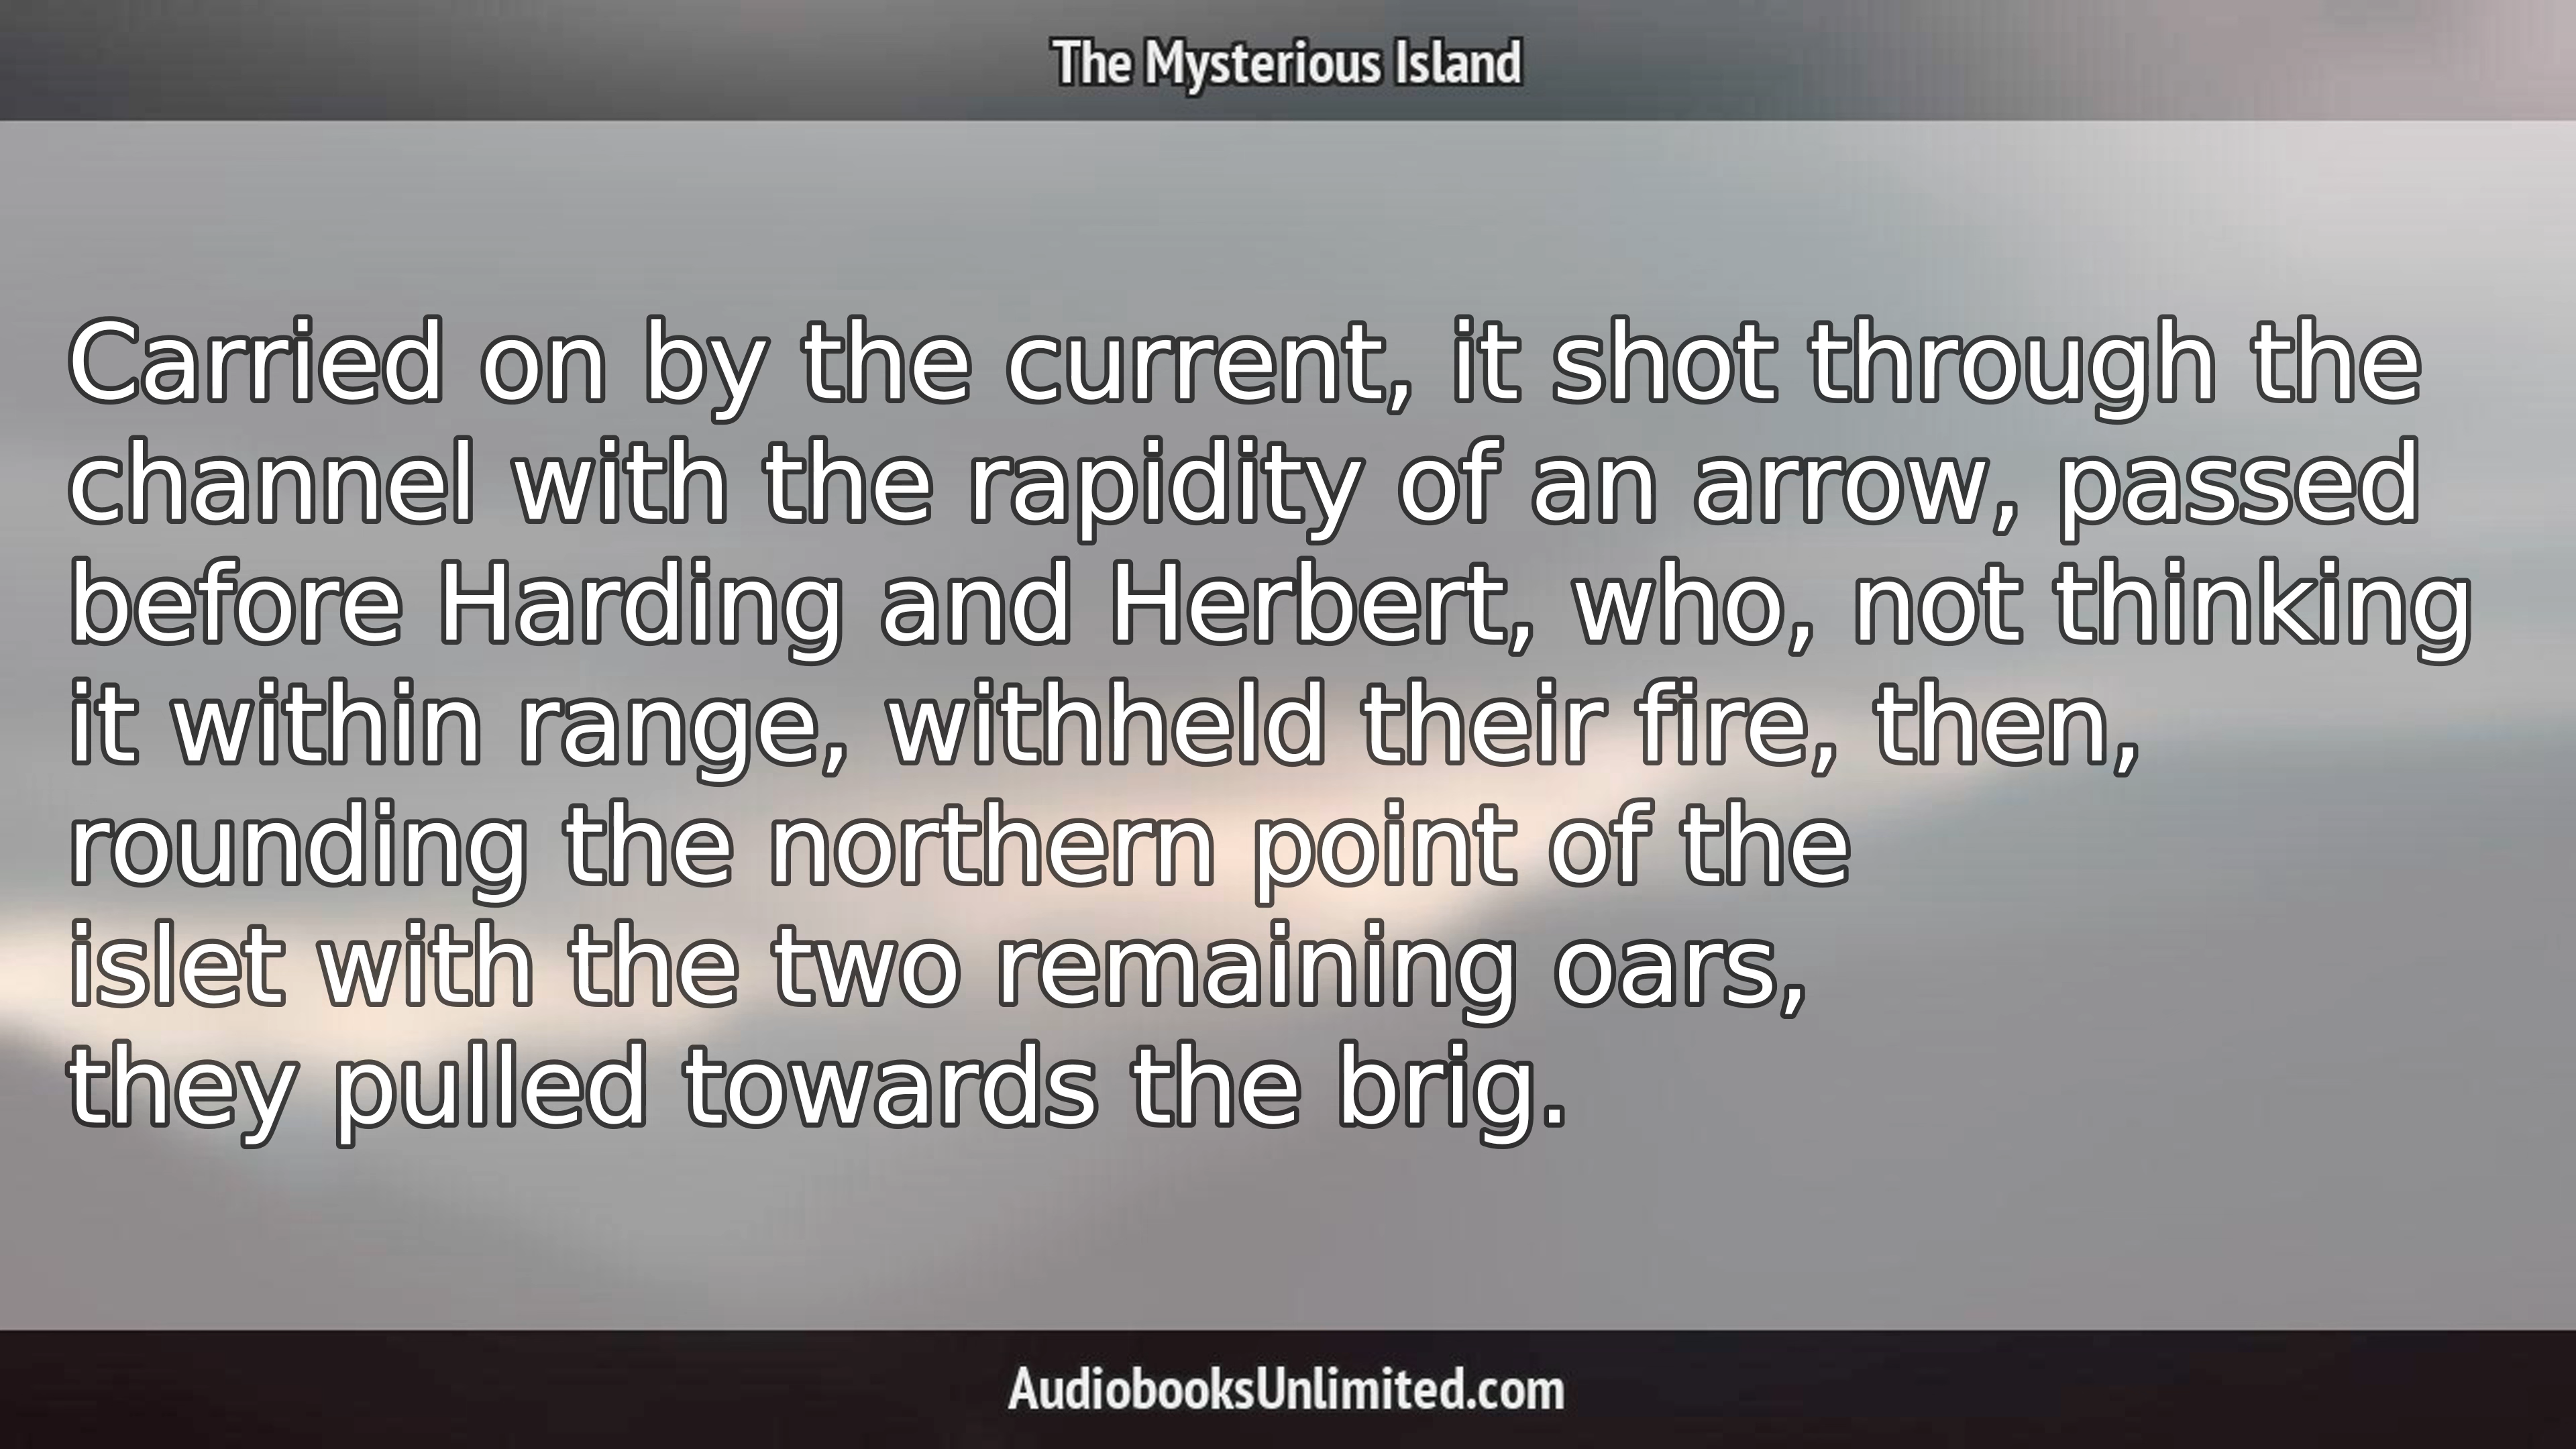 The Mysterious Island
Carried on by the current, it shot through the
channel with the rapidity of an arrow, passed
before Harding and Herbert, who, not thinking
it within range, withheld their fire, then,
rounding the northern point of the
islet with the two remaining oars,
they pulled towards the brig.
AudiobooksUnlimited.com